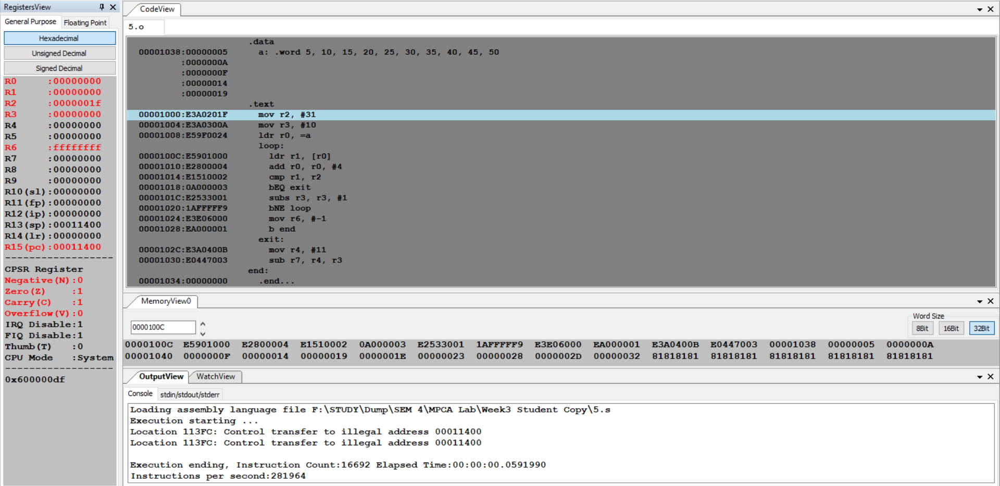 RegistersView
General Purpose Floating Point
Hexadecimal
Unsigned Decimal
Signed Decimal
R0 :00000000
R1 :00000000
R2 :0000001f
R3 :00000000
R4 :00000000
R5 :00000000
R6 :ffffffff
R7 :00000000
R8 :00000000
R9 :00000000
R10(sl):00000000
R11(fp):00000000
R12(ip):00000000
R13(sp):00011400
R14(lr):00000000
R15(pc):00011400
------------------
CPSR Register
Negative(N):0
Zero(Z) :1
Carry(C) :1
Overflow(V):0
IRQ Disable:1
FIQ Disable:1
Thumb(T) :0
CPU Mode :System
------------------
0x600000df
CodeView
5.o
.data
00001038:00000005 a: .word 5, 10, 15, 20, 25, 30, 35, 40, 45, 50
:0000000A
:0000000F
:00000014
:00000019
.text
00001000:E3A0201F mov r2, #31
00001004:E3A0300A mov r3, #10
00001008:E59F0024 ldr r0, =a
loop:
0000100C:E5901000 ldr r1, [r0]
00001010:E2800004 add r0, r0, #4
00001014:E1510002 cmp r1, r2
00001018:0A000003 bEQ exit
0000101C:E2533001 subs r3, r3, #1
00001020:1AFFFFF9 bNE loop
00001024:E3E06000 mov r6, #-1
00001028:EA000001 b end
exit:
0000102C:E3A0400B mov r4, #11
00001030:E0447003 sub r7, r4, r3
end:
00001034:00000000 .end...
MemoryView0
0000100C
Word Size
8Bit 16Bit 32Bit
0000100C E5901000 E2800004 E1510002 0A000003 E2533001 1AFFFFF9 E3E06000 EA000001 E3A0400B E0447003 00001038 00000005 0000000A
00001040 0000000F 00000014 00000019 0000001E 00000023 00000028 0000002D 00000032 81818181 81818181 81818181 81818181 81818181
OutputView WatchView
Console stdin/stdout/stderr
Loading assembly language file F:\STUDY\Dump\SEM 4\MPCA Lab\Week3 Student Copy\5.s
Execution starting ...
Location 113FC: Control transfer to illegal address 00011400
Location 113FC: Control transfer to illegal address 00011400
Execution ending, Instruction Count:16692 Elapsed Time:00:00:00.0591990
Instructions per second:281964